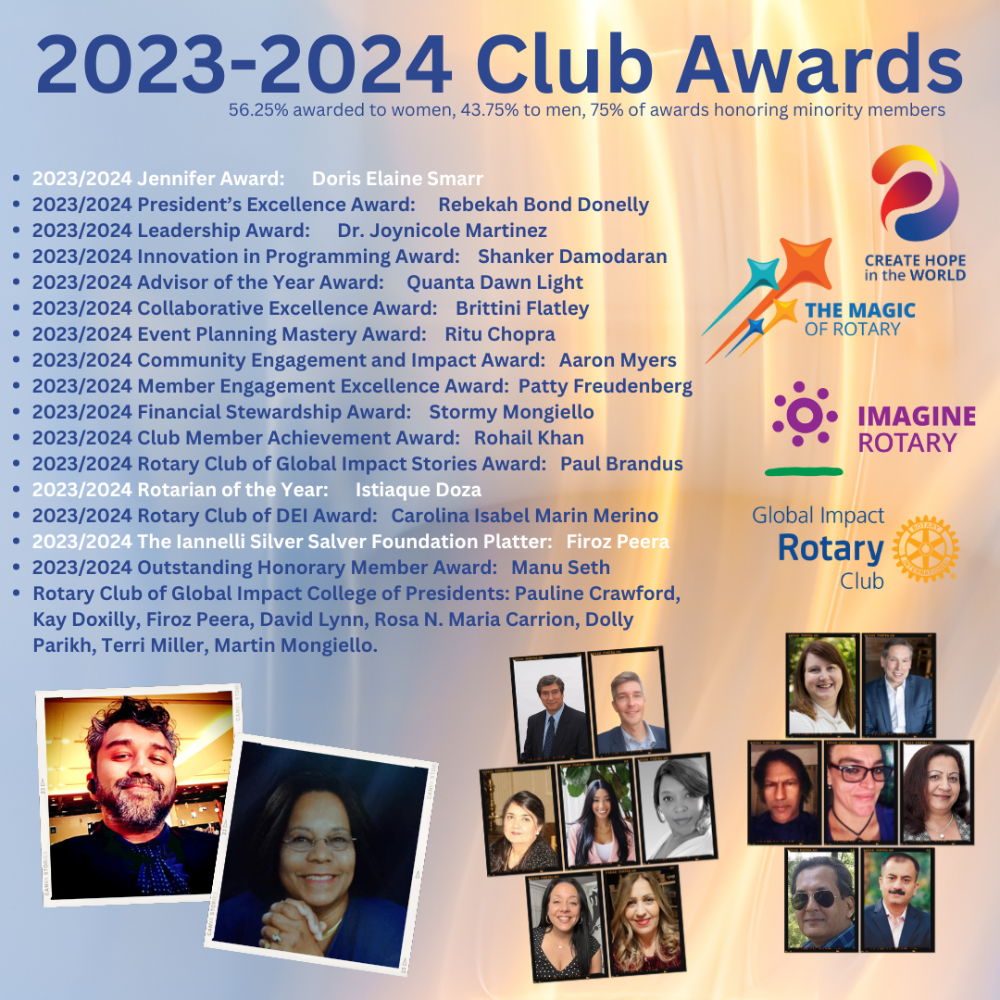 2023-2024 Club Awards
56.25% awarded to women, 43.75% to men, 75% of awards honoring minority members
2023/2024 Jennifer Award: Doris Elaine Smarr
2023/2024 President’s Excellence Award: Rebekah Bond Donelly
2023/2024 Leadership Award: Dr. Joynicole Martinez
2023/2024 Innovation in Programming Award: Shanker Damodaran
2023/2024 Advisor of the Year Award: Quanta Dawn Light
2023/2024 Collaborative Excellence Award: Brittini Flatley
2023/2024 Event Planning Mastery Award: Ritu Chopra
2023/2024 Community Engagement and Impact Award: Aaron Myers
2023/2024 Member Engagement Excellence Award: Patty Freudenberg
2023/2024 Financial Stewardship Award: Stormy Mongiello
2023/2024 Club Member Achievement Award: Rohail Khan
2023/2024 Rotary Club of Global Impact Stories Award: Paul Brandus
2023/2024 Rotarian of the Year: Istiaque Doza
2023/2024 Rotary Club of DEI Award: Carolina Isabel Marin Merino
2023/2024 The Iannelli Silver Salver Foundation Platter: Firoz Peera
2023/2024 Outstanding Honorary Member Award: Manu Seth
Rotary Club of Global Impact College of Presidents: Pauline Crawford,
Kay Doxilly, Firoz Peera, David Lynn, Rosa N. Maria Carrion, Dolly
Parikh, Terri Miller, Martin Mongiello.
CREATE HOPE
in the WORLD
THE MAGIC
OF ROTARY
IMAGINE
ROTARY
Global Impact
Rotary
Club
ROTARY
INTERNATIONAL